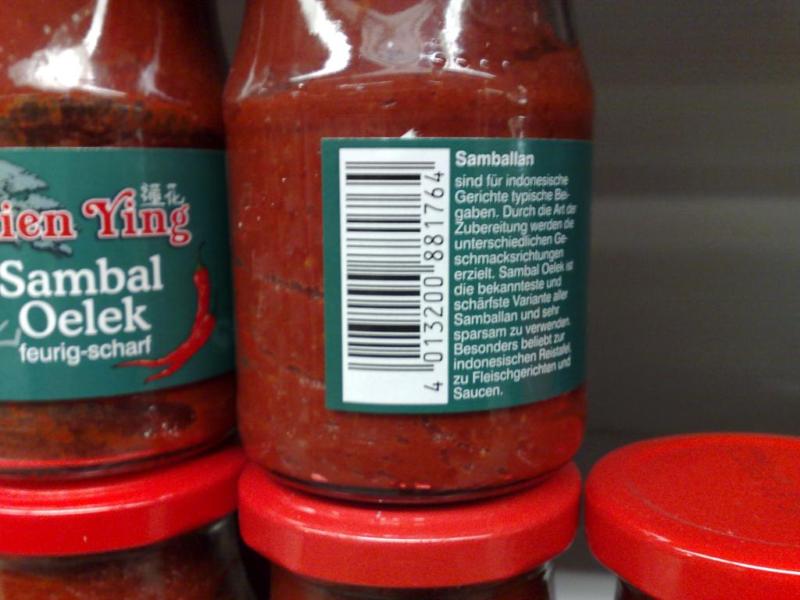 ien Ying
Sambal
Oelek
feurig-scharf
4 013200 881764
Samballan
sind für indonesische
Gerichte typische Bei-
gaben. Durch die Art der
Zubereitung werden die
unterschiedlichen Ge-
schmacksrichtungen
erzielt. Sambal Oelek ist
die bekannteste und
schärfste Variante aller
Samballan und sehr
sparsam zu verwenden.
Besonders beliebt zur
indonesischen Reistafel,
zu Fleischgerichten und
Saucen.